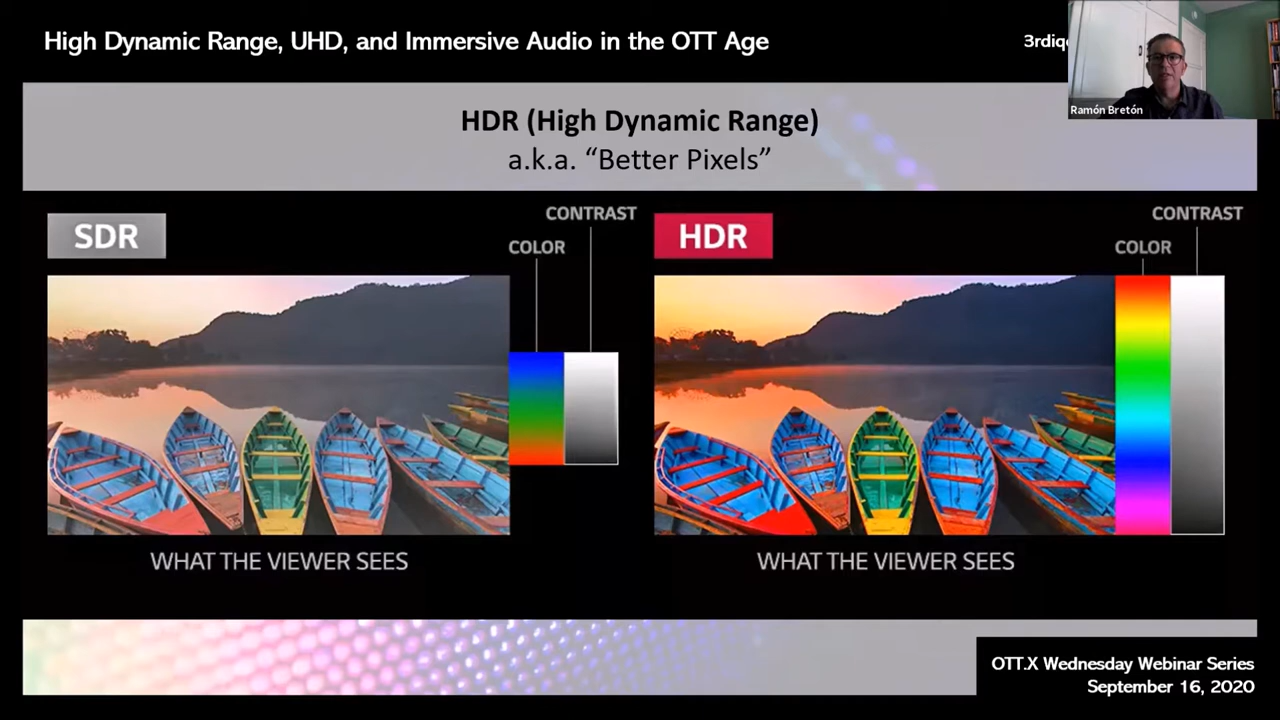 High Dynamic Range, UHD, and Immersive Audio in the OTT Age
Ramón Bretón
HDR (High Dynamic Range)
a.k.a. “Better Pixels”
SDR
COLOR
CONTRAST
HDR
COLOR
CONTRAST
WHAT THE VIEWER SEES
WHAT THE VIEWER SEES
OTT.X Wednesday Webinar Series
September 16, 2020